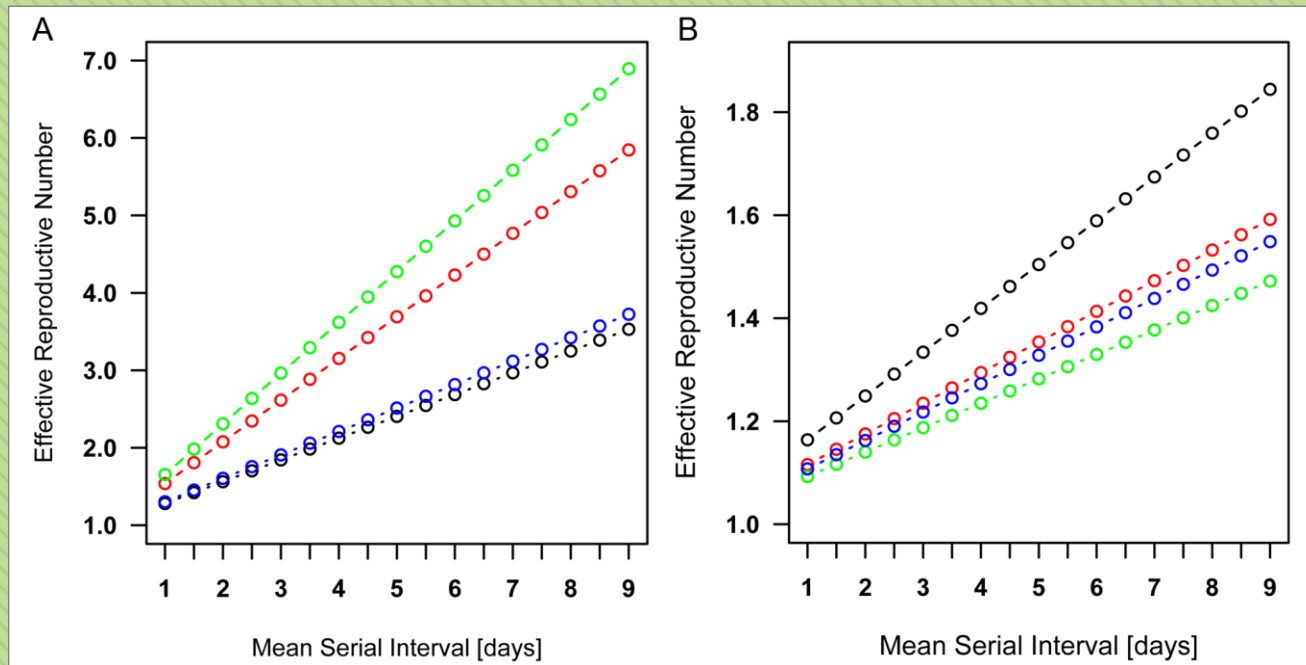 A
Effective Reproductive Number
7.0
6.0
5.0
4.0
3.0
2.0
1.0
1 2 3 4 5 6 7 8 9
Mean Serial Interval [days]
B
Effective Reproductive Number
1.8
1.6
1.4
1.2
1.0
1 2 3 4 5 6 7 8 9
Mean Serial Interval [days]